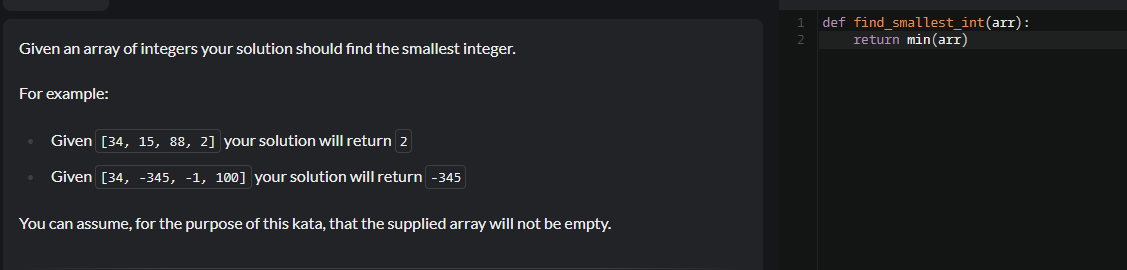 Given an array of integers your solution should find the smallest integer.
For example:
Given [34, 15, 88, 2] your solution will return 2
Given [34, -345, -1, 100] your solution will return -345
You can assume, for the purpose of this kata, that the supplied array will not be empty.
1 def find_smallest_int(arr):
2     return min(arr)